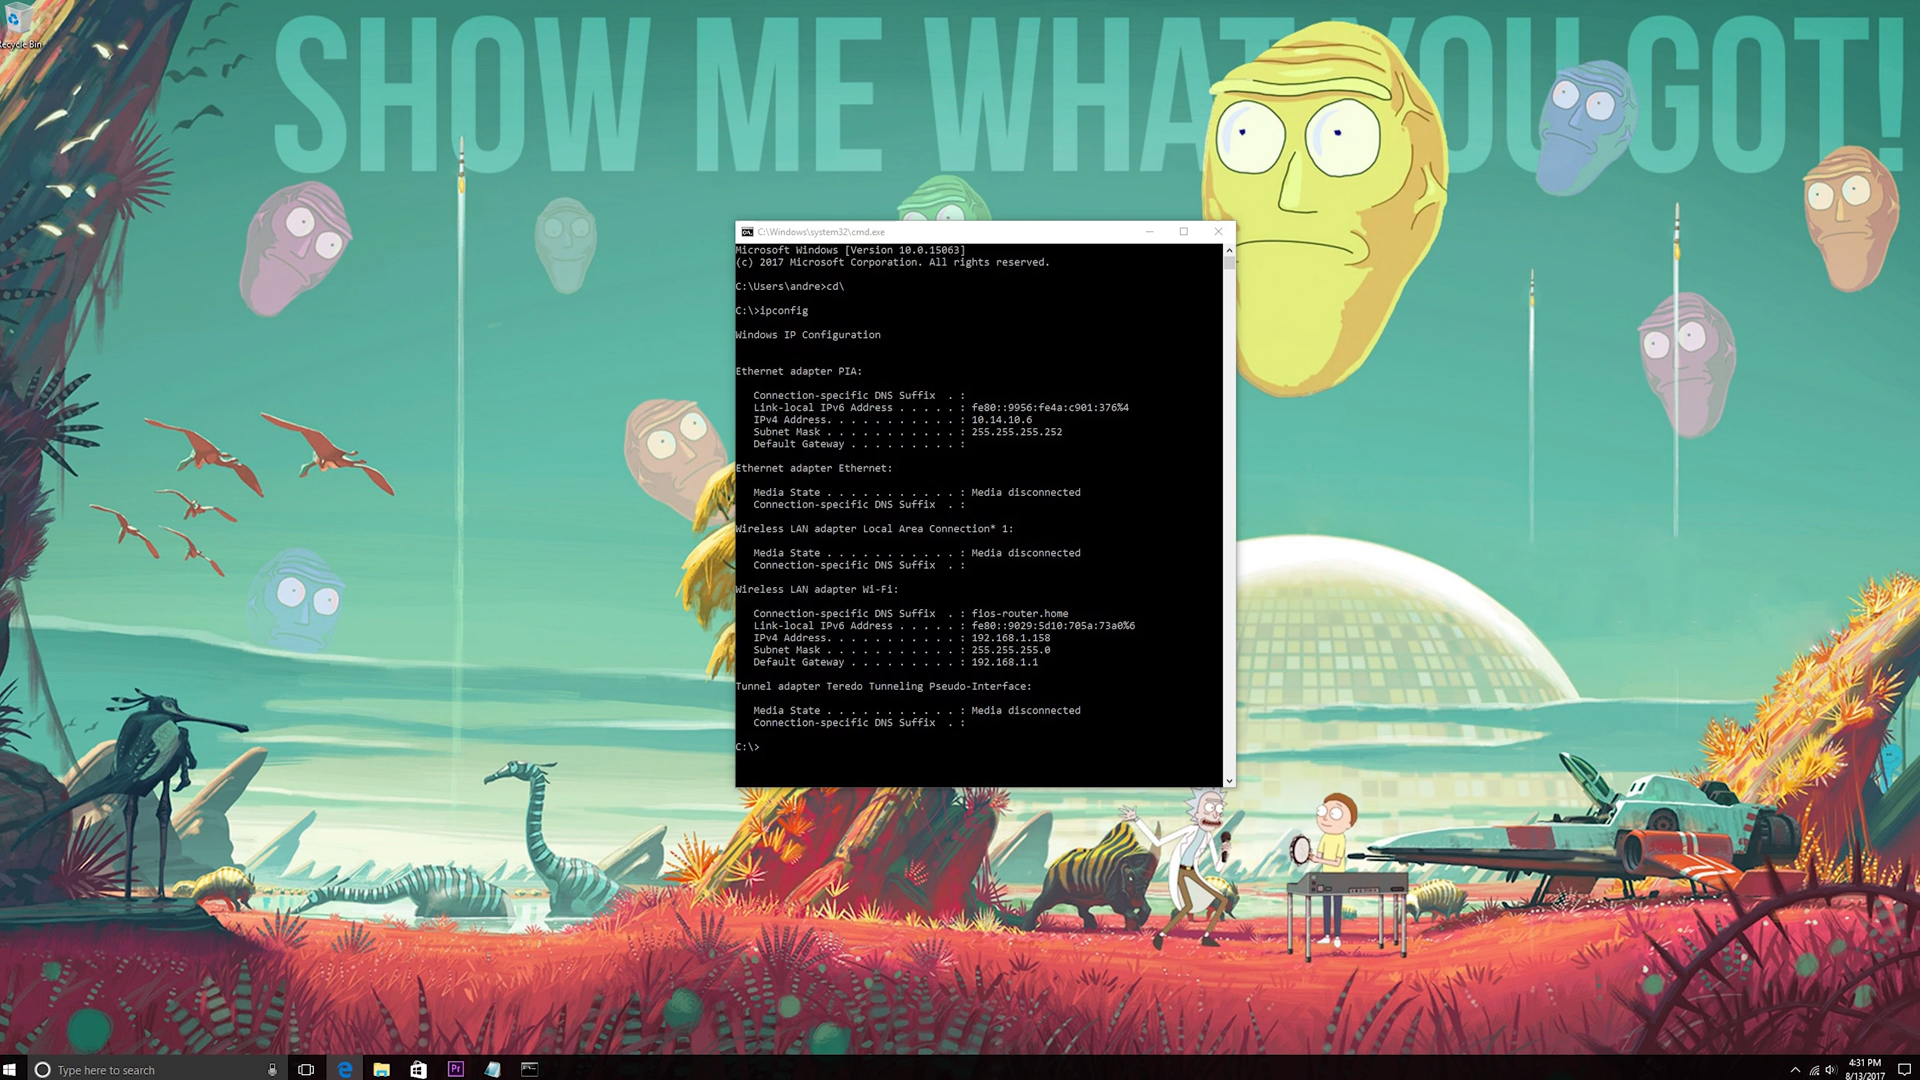 SHOW ME WHAT YOU GOT!
Recycle Bin
C:\Windows\system32\cmd.exe
Microsoft Windows [Version 10.0.15063]
(c) 2017 Microsoft Corporation. All rights reserved.
C:\Users\andre>cd\
C:\>ipconfig
Windows IP Configuration
Ethernet adapter PIA:
Connection-specific DNS Suffix  . :
Link-local IPv6 Address . . . . . : fe80::9956:fe4a:c901:376%4
IPv4 Address. . . . . . . . . . . : 10.14.10.6
Subnet Mask . . . . . . . . . . . : 255.255.255.252
Default Gateway . . . . . . . . . :
Ethernet adapter Ethernet:
Media State . . . . . . . . . . . : Media disconnected
Connection-specific DNS Suffix  . :
Wireless LAN adapter Local Area Connection* 1:
Media State . . . . . . . . . . . : Media disconnected
Connection-specific DNS Suffix  . :
Wireless LAN adapter Wi-Fi:
Connection-specific DNS Suffix  . : fios-router.home
Link-local IPv6 Address . . . . . : fe80::9029:5d10:705a:73a0%6
IPv4 Address. . . . . . . . . . . : 192.168.1.158
Subnet Mask . . . . . . . . . . . : 255.255.255.0
Default Gateway . . . . . . . . . : 192.168.1.1
Tunnel adapter Teredo Tunneling Pseudo-Interface:
Media State . . . . . . . . . . . : Media disconnected
Connection-specific DNS Suffix  . :
C:\>
Type here to search
Pr
4:31 PM
8/13/2017